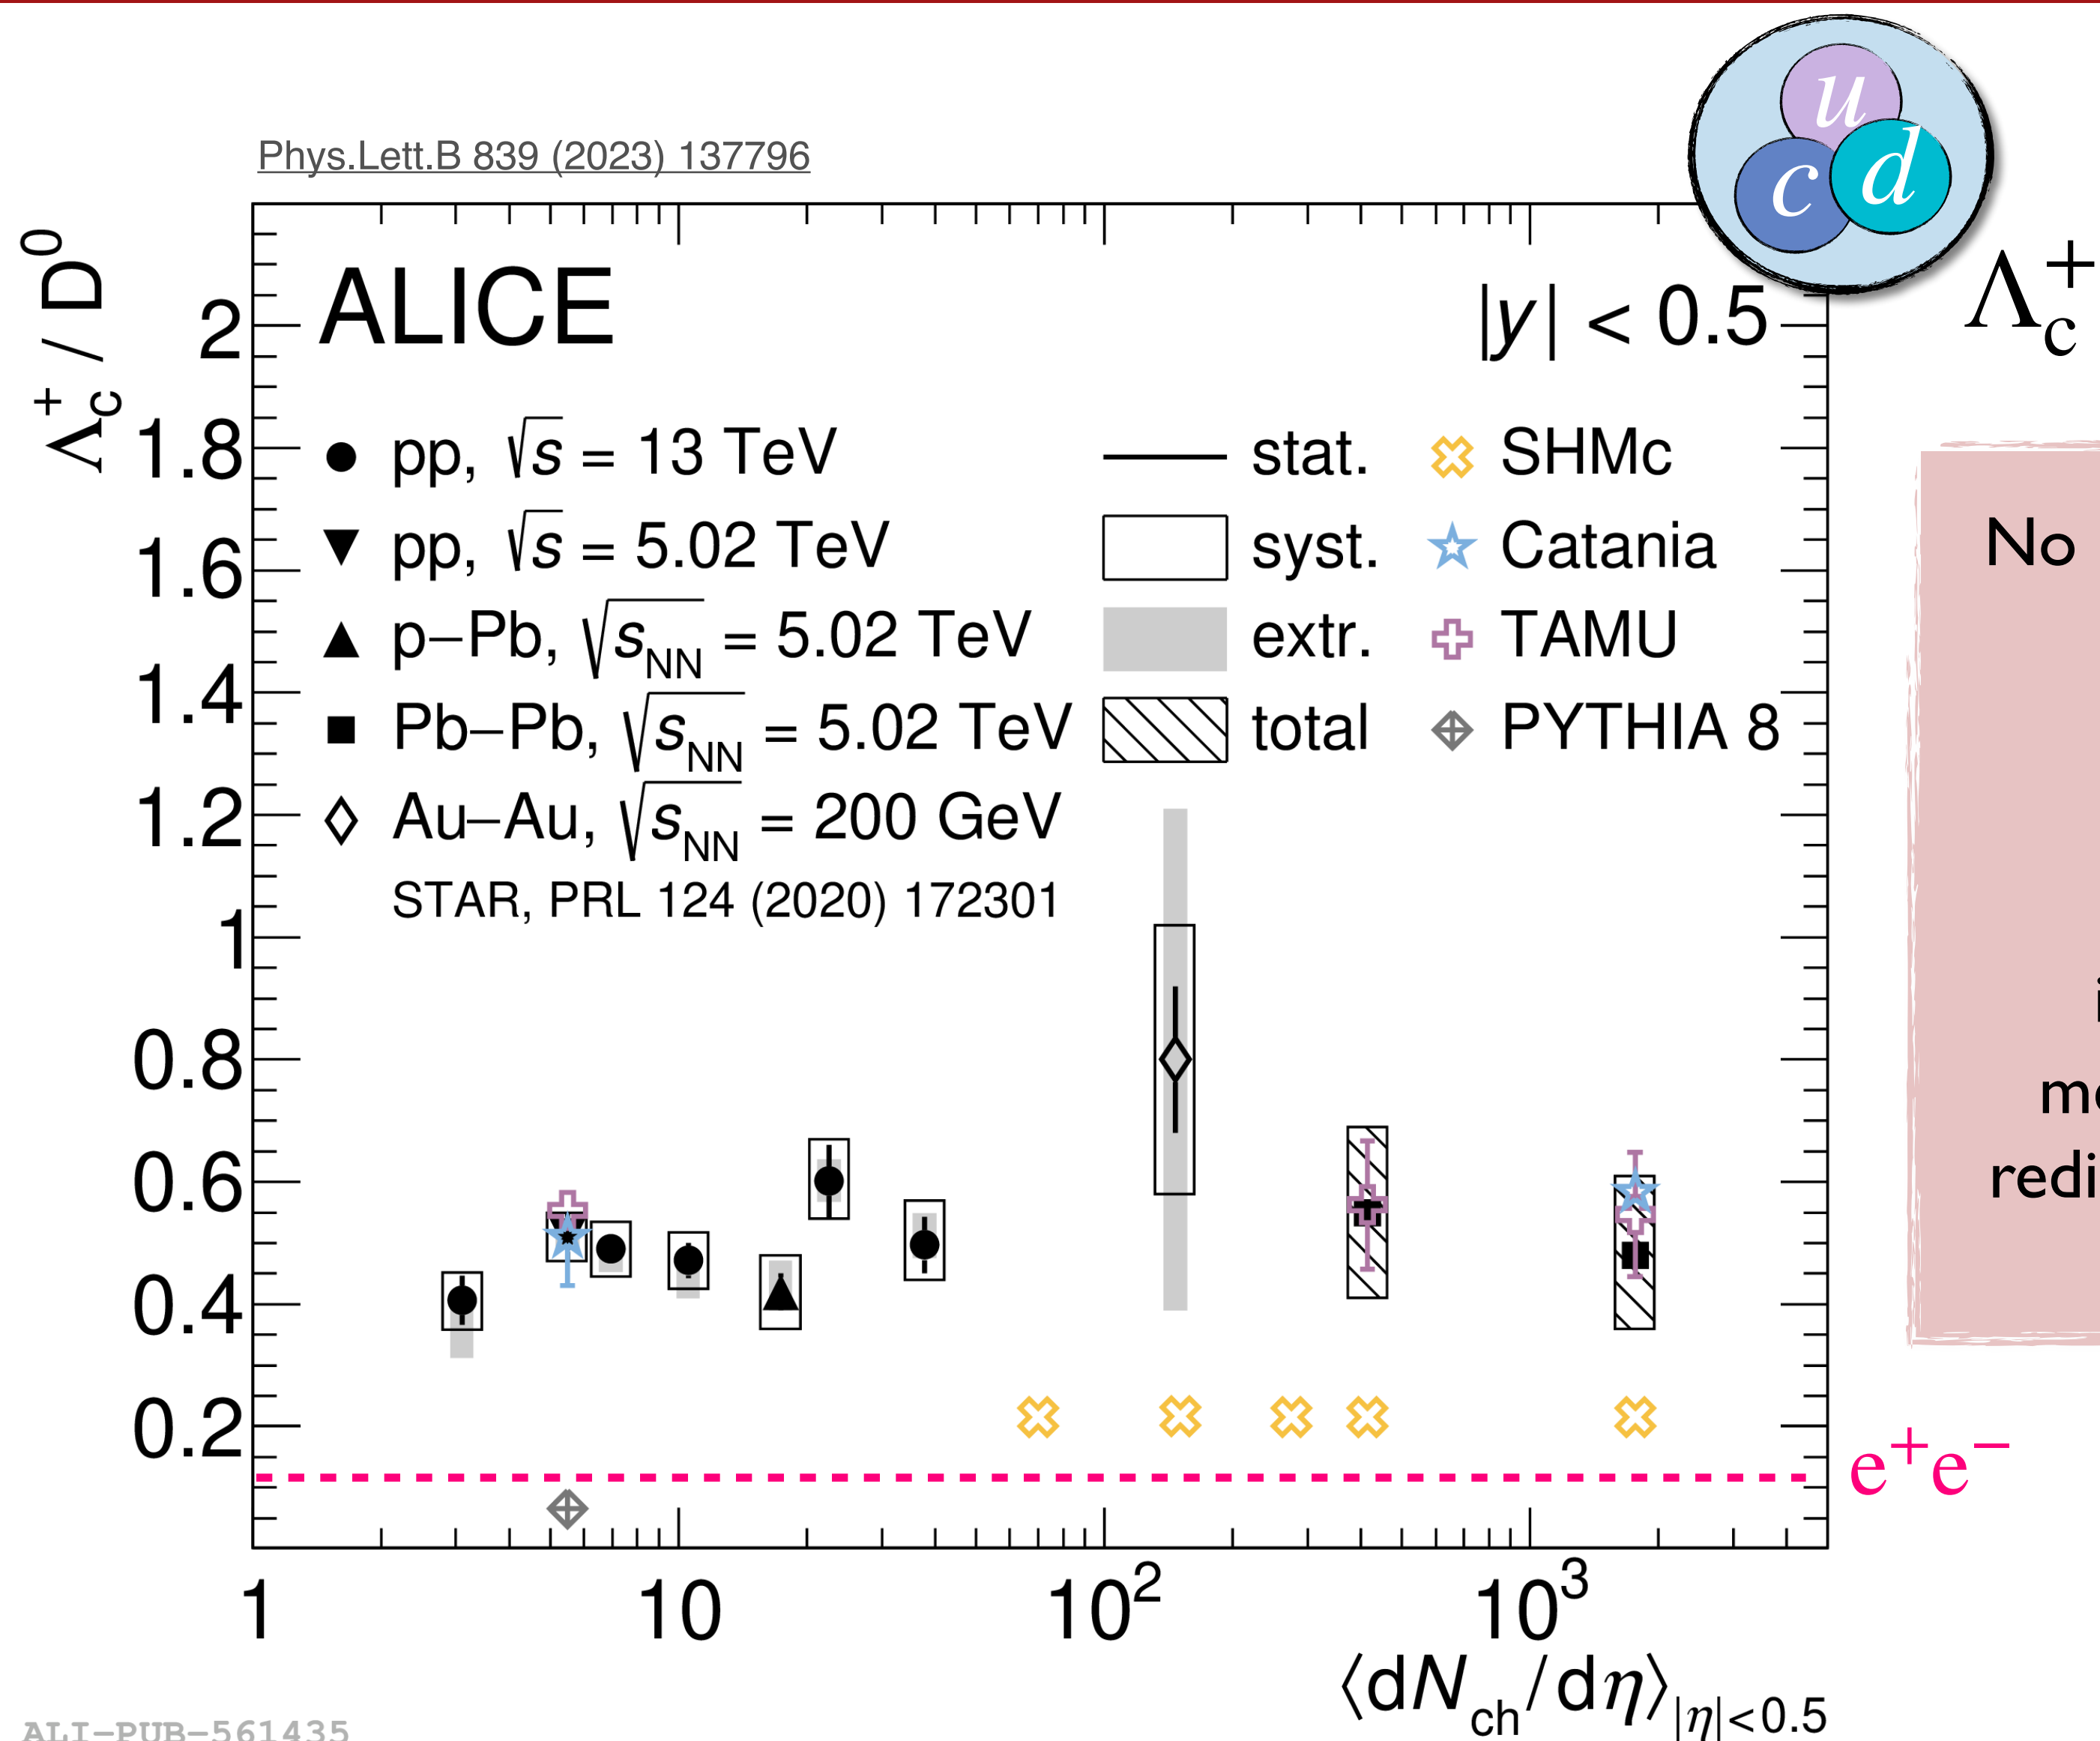 Phys.Lett.B 839 (2023) 137796
u
c
d
Λc+ / D0
Λc+
ALICE
|y| < 0.5
pp, √s = 13 TeV
pp, √s = 5.02 TeV
p–Pb, √sNN = 5.02 TeV
Pb–Pb, √sNN = 5.02 TeV
Au–Au, √sNN = 200 GeV
STAR, PRL 124 (2020) 172301
stat.
syst.
extr.
total
SHMc
Catania
TAMU
PYTHIA 8
2
1.8
1.6
1.4
1.2
1
0.8
0.6
0.4
0.2
No
e+e−
1
10
10²
10³
⟨dNch/dη⟩|η|<0.5
ALI-PUB-561435